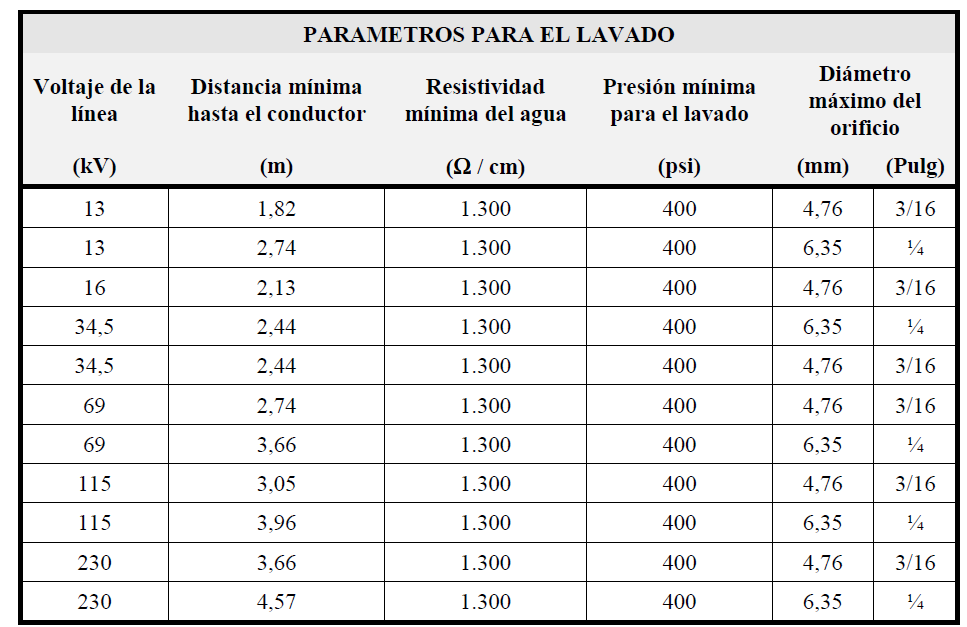 PARAMETROS PARA EL LAVADO
Voltaje de la línea (kV) | Distancia mínima hasta el conductor (m) | Resistividad mínima del agua (Ω / cm) | Presión mínima para el lavado (psi) | Diámetro máximo del orificio (mm) (Pulg)
13 | 1,82 | 1.300 | 400 | 4,76 | 3/16
13 | 2,74 | 1.300 | 400 | 6,35 | ¼
16 | 2,13 | 1.300 | 400 | 4,76 | 3/16
34,5 | 2,44 | 1.300 | 400 | 6,35 | ¼
34,5 | 2,44 | 1.300 | 400 | 4,76 | 3/16
69 | 2,74 | 1.300 | 400 | 4,76 | 3/16
69 | 3,66 | 1.300 | 400 | 6,35 | ¼
115 | 3,05 | 1.300 | 400 | 4,76 | 3/16
115 | 3,96 | 1.300 | 400 | 6,35 | ¼
230 | 3,66 | 1.300 | 400 | 4,76 | 3/16
230 | 4,57 | 1.300 | 400 | 6,35 | ¼